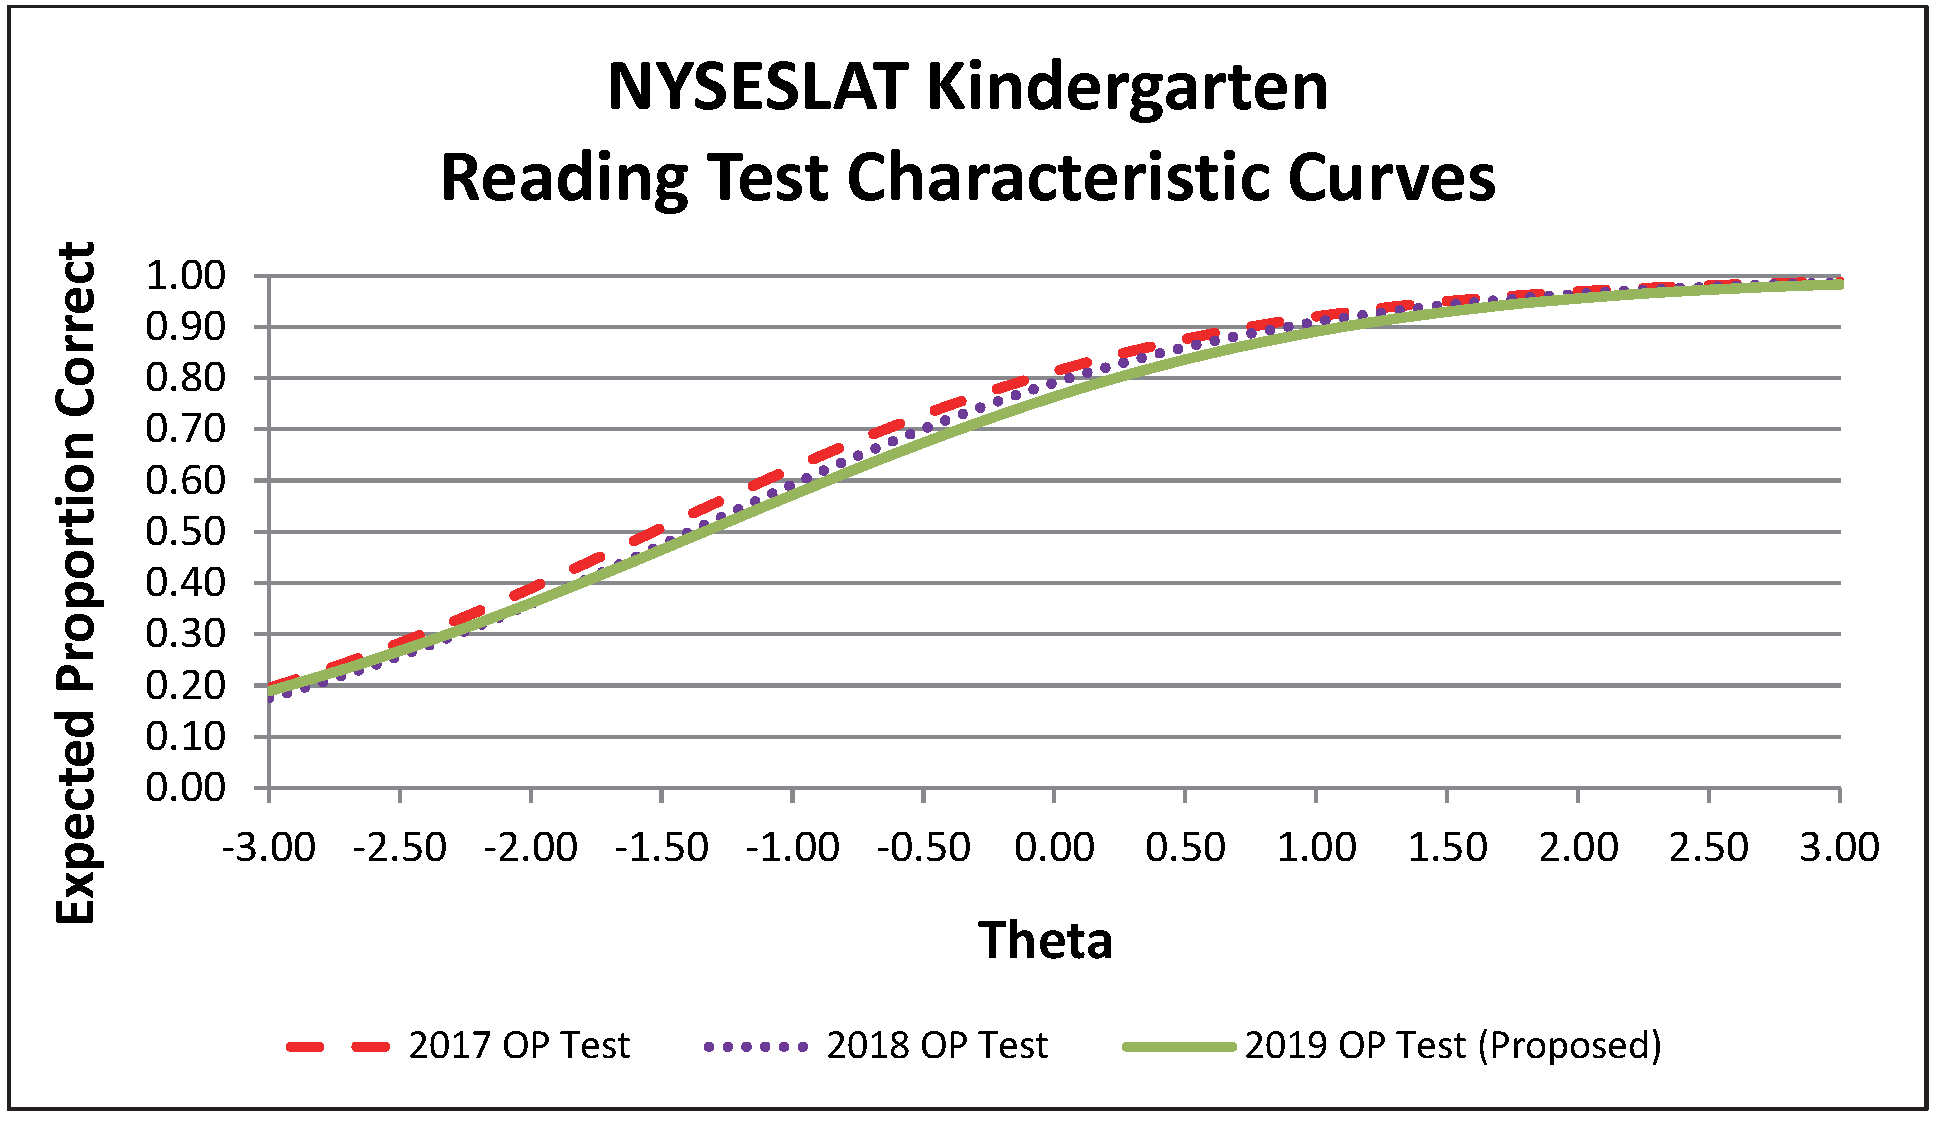 NYSESLAT Kindergarten
Reading Test Characteristic Curves
Expected Proportion Correct
1.00
0.90
0.80
0.70
0.60
0.50
0.40
0.30
0.20
0.10
0.00
-3.00 -2.50 -2.00 -1.50 -1.00 -0.50 0.00 0.50 1.00 1.50 2.00 2.50 3.00
Theta
2017 OP Test 2018 OP Test 2019 OP Test (Proposed)